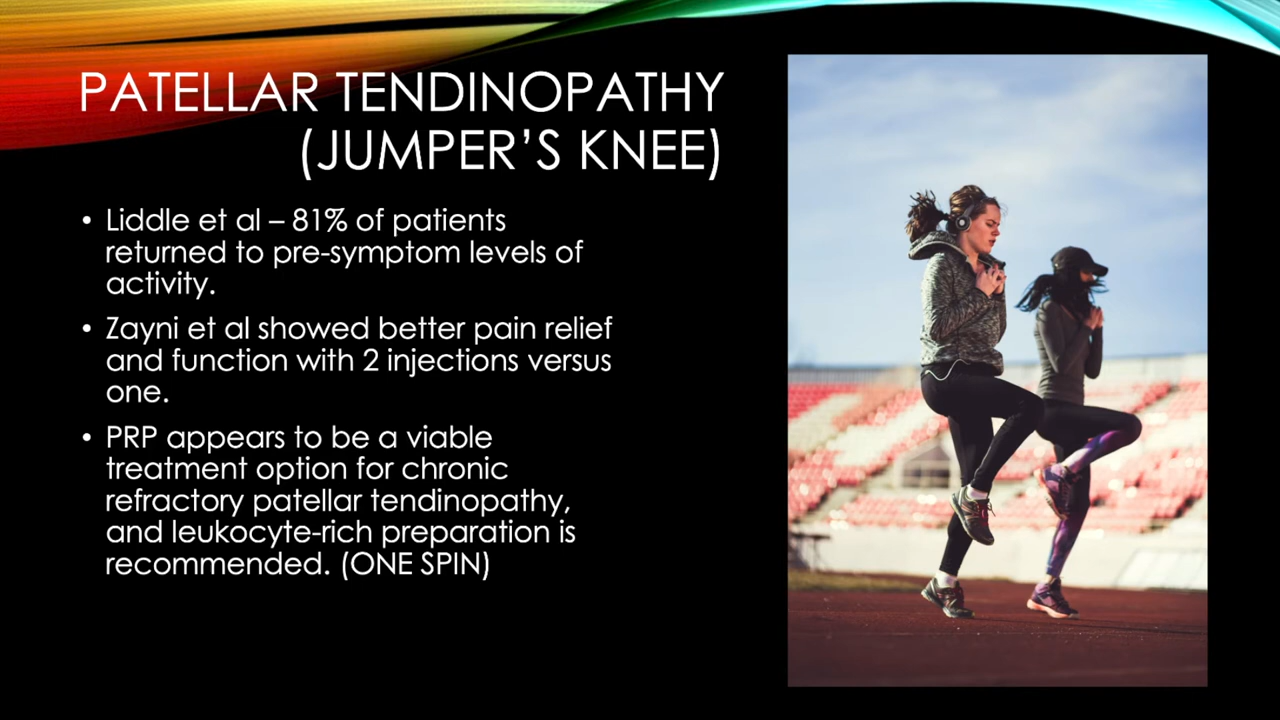 PATELLAR TENDINOPATHY
(JUMPER’S KNEE)
• Liddle et al – 81% of patients
returned to pre-symptom levels of
activity.
• Zayni et al showed better pain relief
and function with 2 injections versus
one.
• PRP appears to be a viable
treatment option for chronic
refractory patellar tendinopathy,
and leukocyte-rich preparation is
recommended. (ONE SPIN)